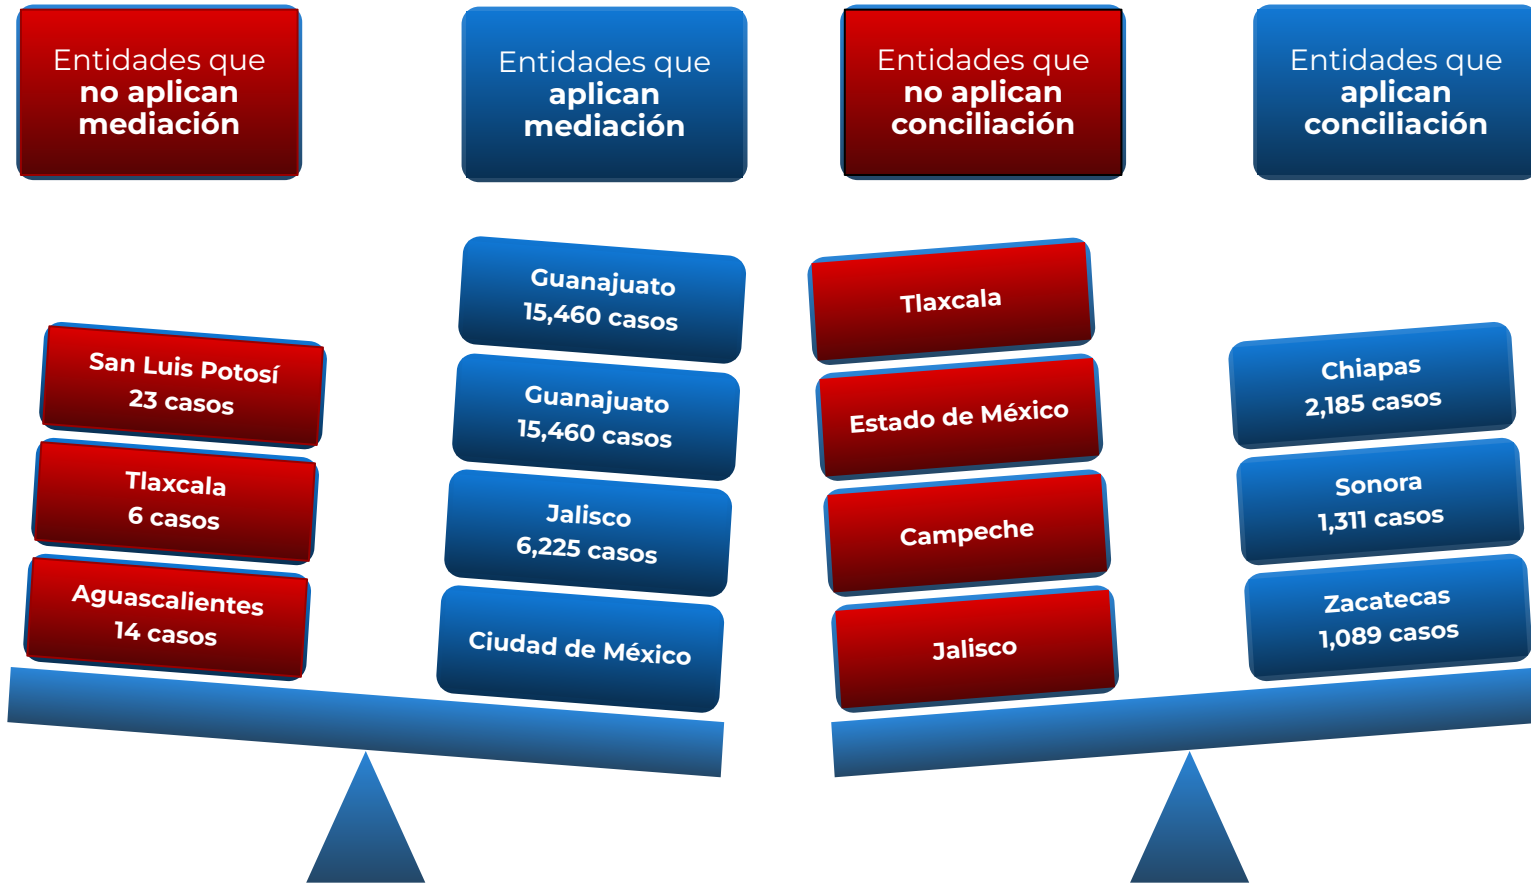 Entidades que
no aplican
mediación
Entidades que
aplican
mediación
Entidades que
no aplican
conciliación
Entidades que
aplican
conciliación
San Luis Potosí
23 casos
Tlaxcala
6 casos
Aguascalientes
14 casos
Guanajuato
15,460 casos
Guanajuato
15,460 casos
Jalisco
6,225 casos
Ciudad de México
Tlaxcala
Estado de México
Campeche
Jalisco
Chiapas
2,185 casos
Sonora
1,311 casos
Zacatecas
1,089 casos